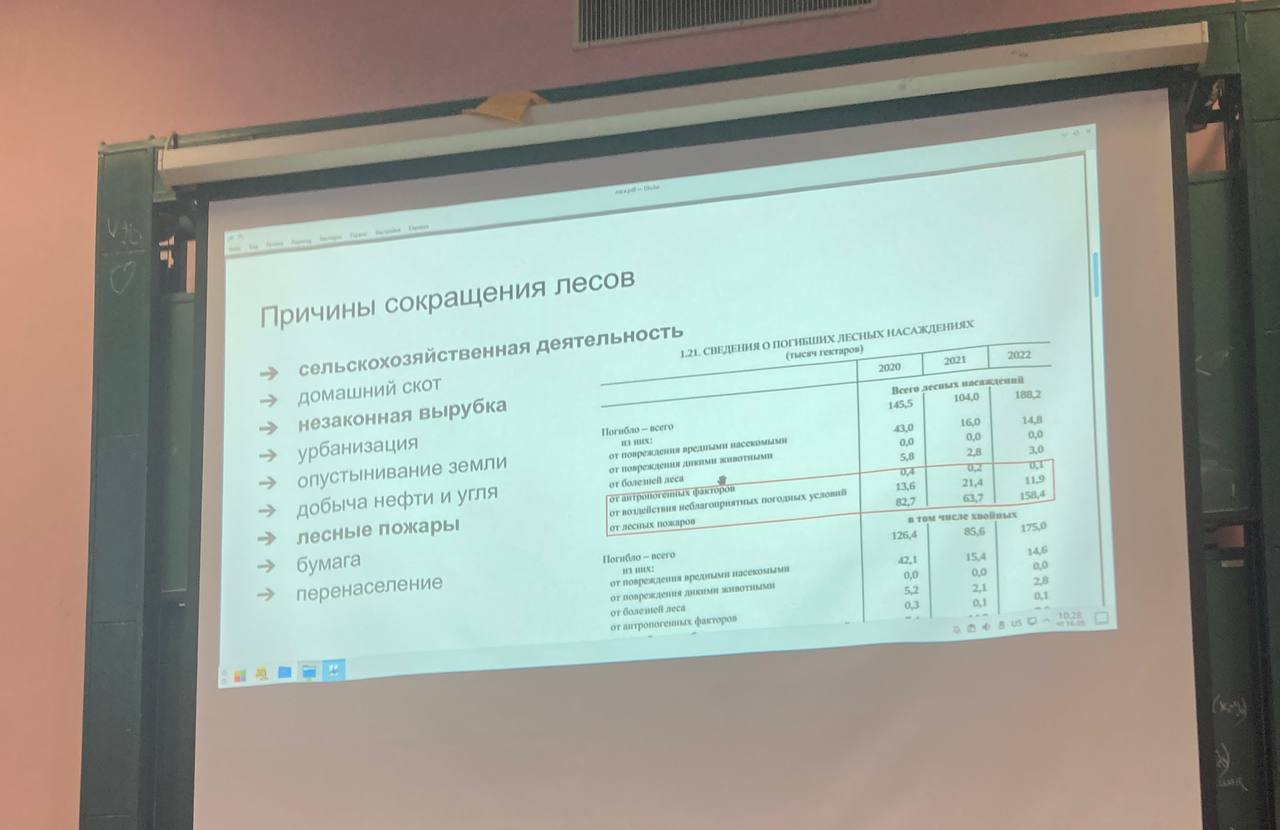 Причины сокращения лесов
➔ сельскохозяйственная деятельность
➔ домашний скот
➔ незаконная вырубка
➔ урбанизация
➔ опустынивание земли
➔ добыча нефти и угля
➔ лесные пожары
➔ бумага
➔ перенаселение
1.21. СВЕДЕНИЯ О ПОГИБШИХ ЛЕСНЫХ НАСАЖДЕНИЯХ
(тысяч гектаров)
2020 2021 2022
Всего лесных насаждений
Погибло – всего 145,5 104,0 188,2
из них:
от повреждения вредными насекомыми 43,0 16,0 14,8
от повреждения дикими животными 0,0 0,0 0,0
от болезней леса 5,8 2,8 3,0
от антропогенных факторов 0,4 0,2 0,1
от воздействия неблагоприятных погодных условий 13,6 21,4 11,9
от лесных пожаров 82,7 63,7 158,4
в том числе хвойных
Погибло – всего 126,4 85,6 175,0
из них:
от повреждения вредными насекомыми 42,1 15,4 14,6
от повреждения дикими животными 0,0 0,0 0,0
от болезней леса 5,2 2,1 2,8
от антропогенных факторов 0,3 0,1 0,1
US 10:28